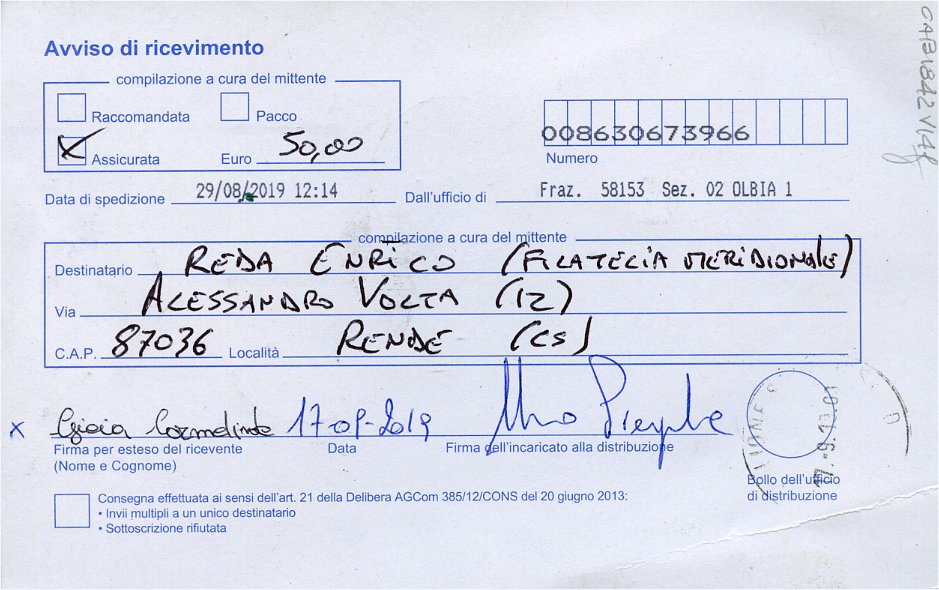 Avviso di ricevimento
compilazione a cura del mittente
Raccomandata Pacco
Assicurata Euro 50,00
008630673966
Numero
Data di spedizione 29/08/2019 12:14 Dall'ufficio di Fraz. 58153 Sez. 02 OLBIA 1
compilazione a cura del mittente
Destinatario REDA ENRICO (FILATELIA MERIDIONALE)
Via ALESSANDRO VOLTA (12)
C.A.P. 87036 Località RENDE (CS)
x Gioia 17-09-2019
Firma per esteso del ricevente Data Firma dell'incaricato alla distribuzione
(Nome e Cognome)
Bollo dell'ufficio
di distribuzione
Consegna effettuata ai sensi dell'art. 21 della Delibera AGCom 385/12/CONS del 20 giugno 2013:
• Invii multipli a un unico destinatario
• Sottoscrizione rifiutata